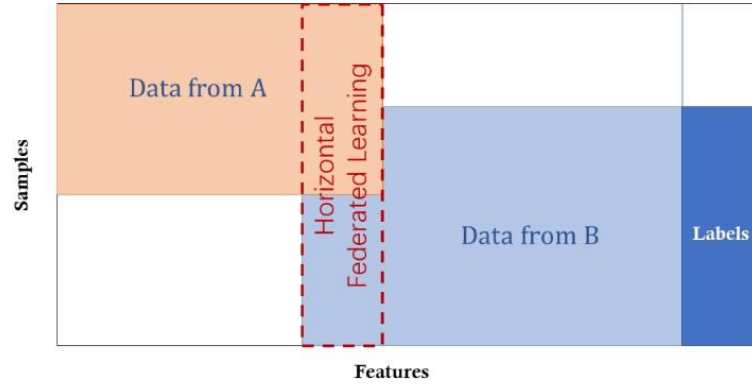 Data from A
Horizontal
Federated Learning
Samples
Data from B
Labels
Features